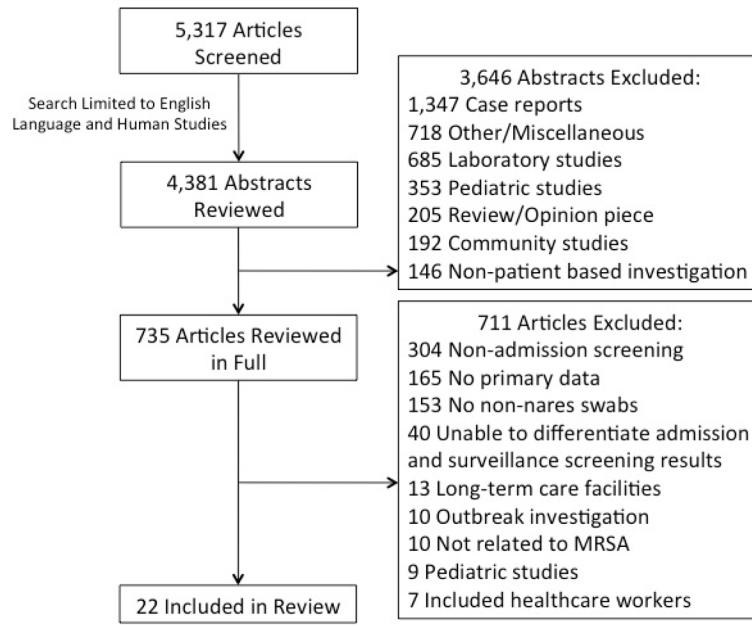 5,317 Articles
Screened
Search Limited to English
Language and Human Studies
4,381 Abstracts
Reviewed
3,646 Abstracts Excluded:
1,347 Case reports
718 Other/Miscellaneous
685 Laboratory studies
353 Pediatric studies
205 Review/Opinion piece
192 Community studies
146 Non-patient based investigation
735 Articles Reviewed
in Full
711 Articles Excluded:
304 Non-admission screening
165 No primary data
153 No non-nares swabs
40 Unable to differentiate admission
and surveillance screening results
13 Long-term care facilities
10 Outbreak investigation
10 Not related to MRSA
9 Pediatric studies
7 Included healthcare workers
22 Included in Review